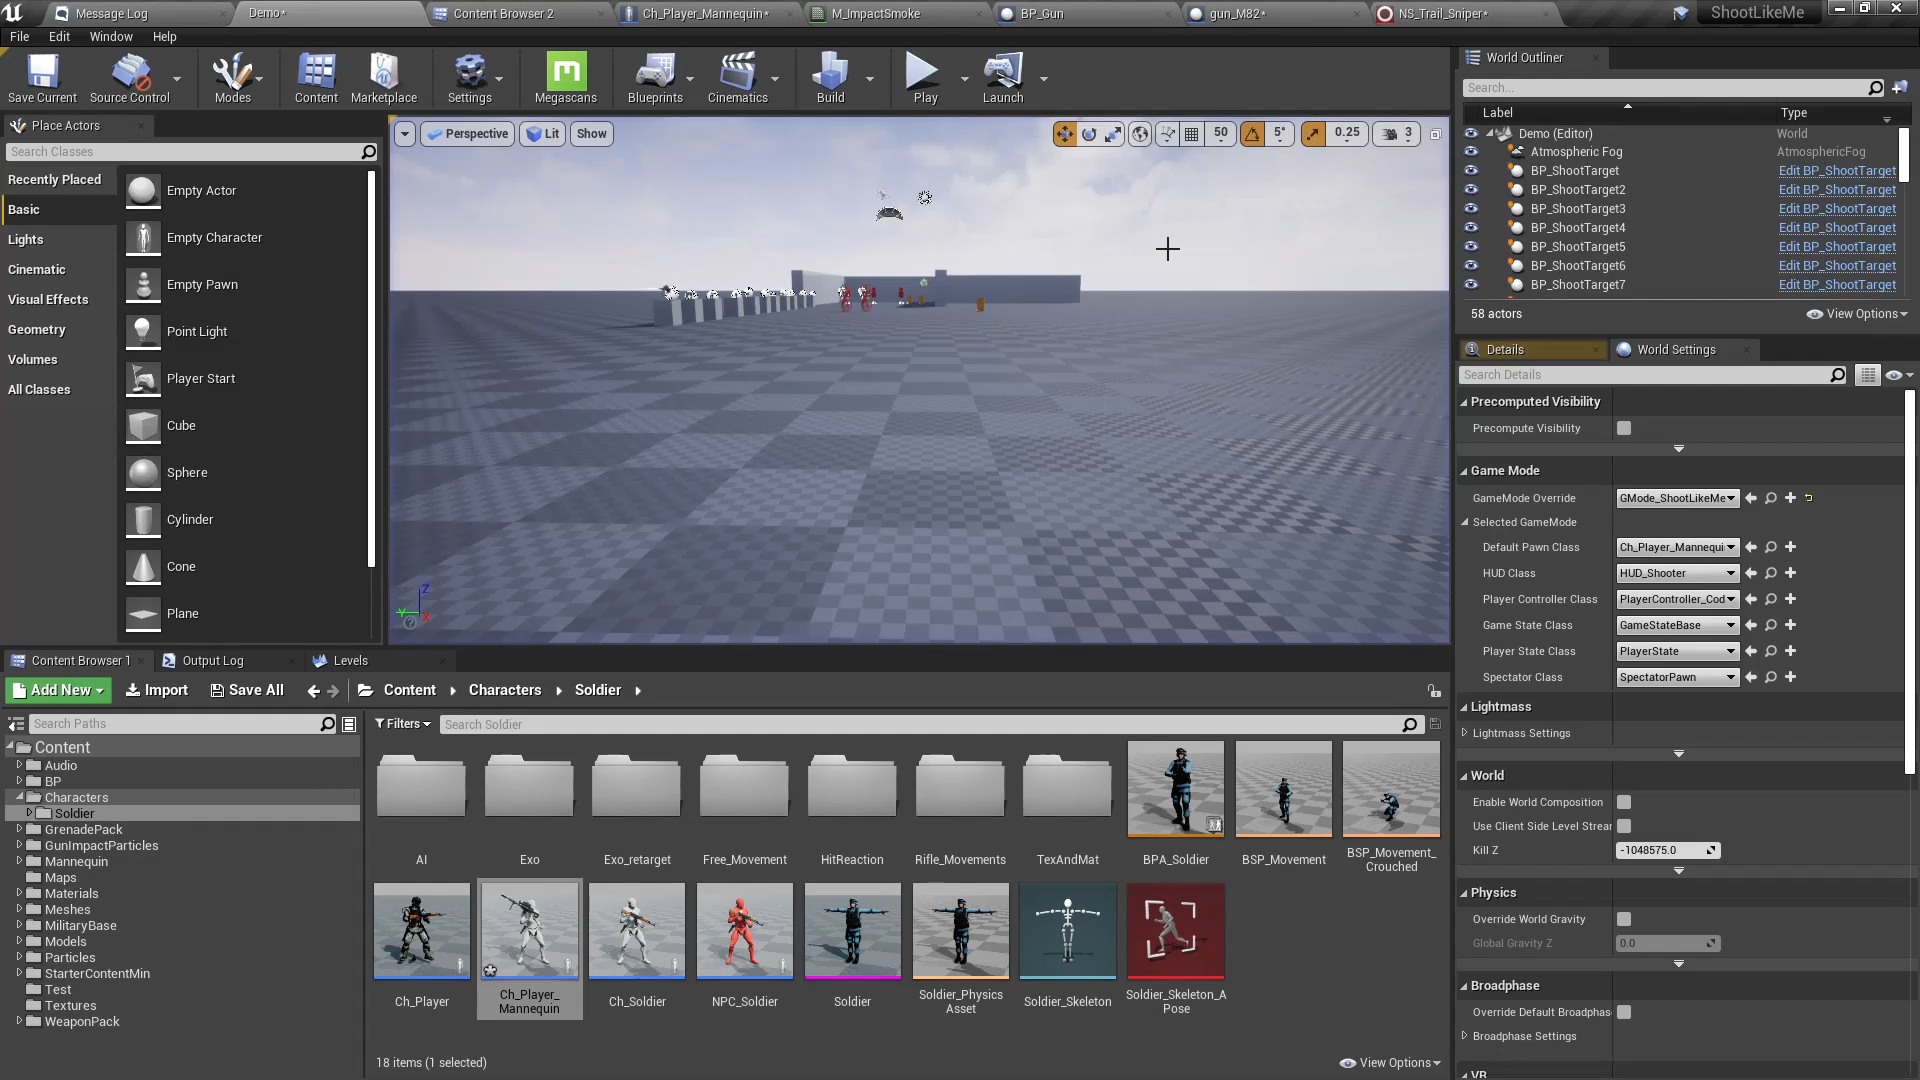 Message Log
Demo*
Content Browser 2
Ch_Player_Mannequin*
M_ImpactSmoke
BP_Gun
gun_M82*
NS_Trail_Sniper*
ShootLikeMe
File
Edit
Window
Help
Save Current
Source Control
Modes
Content
Marketplace
Settings
Megascans
Blueprints
Cinematics
Build
Play
Launch
World Outliner
Search...
Label
Type
Demo (Editor)
World
Atmospheric Fog
AtmosphericFog
BP_ShootTarget
Edit BP_ShootTarget
BP_ShootTarget2
Edit BP_ShootTarget
BP_ShootTarget3
Edit BP_ShootTarget
BP_ShootTarget4
Edit BP_ShootTarget
BP_ShootTarget5
Edit BP_ShootTarget
BP_ShootTarget6
Edit BP_ShootTarget
BP_ShootTarget7
Edit BP_ShootTarget
58 actors
View Options
Place Actors
Search Classes
Recently Placed
Basic
Lights
Cinematic
Visual Effects
Geometry
Volumes
All Classes
Empty Actor
Empty Character
Empty Pawn
Point Light
Player Start
Cube
Sphere
Cylinder
Cone
Plane
Perspective
Lit
Show
50
5°
0.25
3
Z
Y
X
Details
World Settings
Search Details
Precomputed Visibility
Precompute Visibility
Game Mode
GameMode Override
GMode_ShootLikeMe
Selected GameMode
Default Pawn Class
Ch_Player_Mannequi
HUD Class
HUD_Shooter
Player Controller Class
PlayerController_Cod
Game State Class
GameStateBase
Player State Class
PlayerState
Spectator Class
SpectatorPawn
Lightmass
Lightmass Settings
World
Enable World Composition
Use Client Side Level Strear
Kill Z
-1048575.0
Physics
Override World Gravity
Global Gravity Z
0.0
Broadphase
Override Default Broadphas
Broadphase Settings
VR
Content Browser 1
Output Log
Levels
Add New
Import
Save All
Content
Characters
Soldier
Search Paths
Filters
Search Soldier
Content
Audio
BP
Characters
Soldier
GrenadePack
GunImpactParticles
Mannequin
Maps
Materials
Meshes
MilitaryBase
Models
Particles
StarterContentMin
Test
Textures
WeaponPack
AI
Exo
Exo_retarget
Free_Movement
HitReaction
Rifle_Movements
TexAndMat
BPA_Soldier
BSP_Movement
BSP_Movement_
Crouched
Ch_Player
Ch_Player_
Mannequin
Ch_Soldier
NPC_Soldier
Soldier
Soldier_Physics
Asset
Soldier_Skeleton
Soldier_Skeleton_A
Pose
18 items (1 selected)
View Options